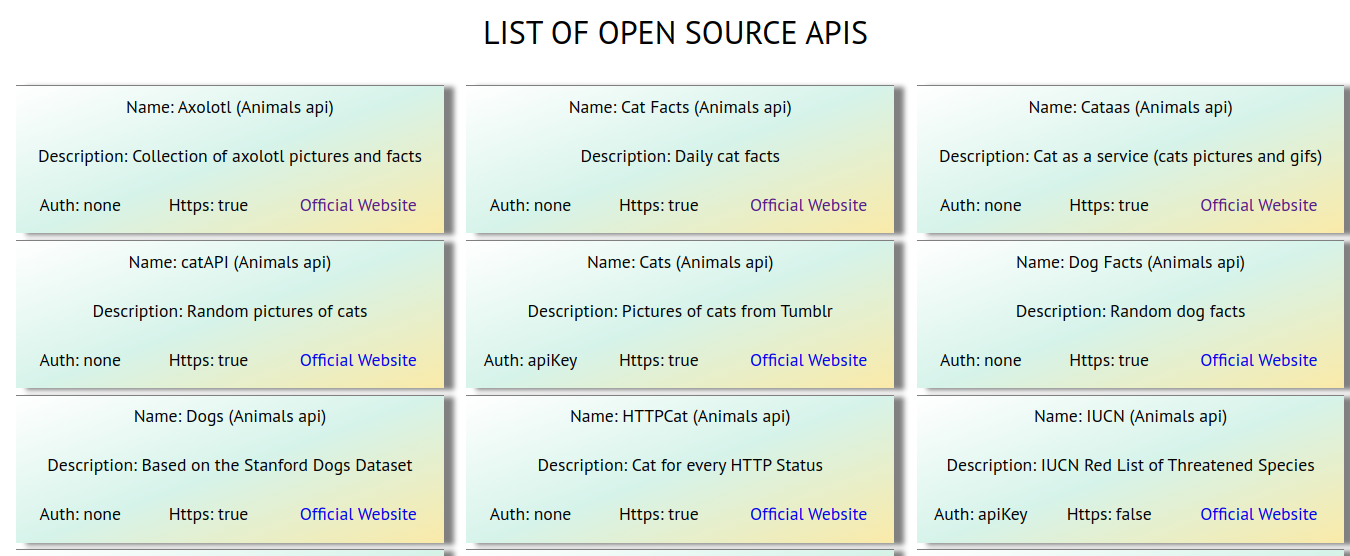 LIST OF OPEN SOURCE APIS
Name: Axolotl (Animals api)
Description: Collection of axolotl pictures and facts
Auth: none Https: true Official Website
Name: Cat Facts (Animals api)
Description: Daily cat facts
Auth: none Https: true Official Website
Name: Cataas (Animals api)
Description: Cat as a service (cats pictures and gifs)
Auth: none Https: true Official Website
Name: catAPI (Animals api)
Description: Random pictures of cats
Auth: none Https: true Official Website
Name: Cats (Animals api)
Description: Pictures of cats from Tumblr
Auth: apiKey Https: true Official Website
Name: Dog Facts (Animals api)
Description: Random dog facts
Auth: none Https: true Official Website
Name: Dogs (Animals api)
Description: Based on the Stanford Dogs Dataset
Auth: none Https: true Official Website
Name: HTTPCat (Animals api)
Description: Cat for every HTTP Status
Auth: none Https: true Official Website
Name: IUCN (Animals api)
Description: IUCN Red List of Threatened Species
Auth: apiKey Https: false Official Website